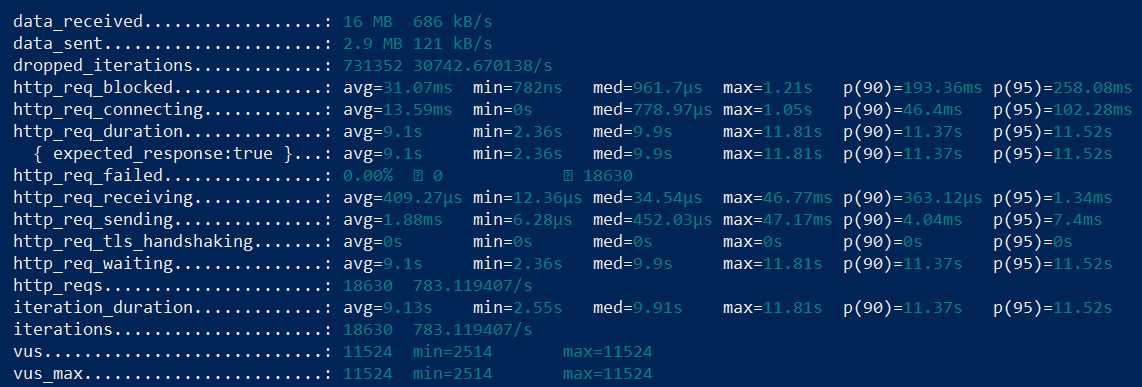 data_received..................: 16 MB 686 kB/s
data_sent......................: 2.9 MB 121 kB/s
dropped_iterations.............: 731352 30742.670138/s
http_req_blocked...............: avg=31.07ms min=782ns med=961.7µs max=1.21s p(90)=193.36ms p(95)=258.08ms
http_req_connecting............: avg=13.59ms min=0s med=778.97µs max=1.05s p(90)=46.4ms p(95)=102.28ms
http_req_duration..............: avg=9.1s min=2.36s med=9.9s max=11.81s p(90)=11.37s p(95)=11.52s
{ expected_response:true }...: avg=9.1s min=2.36s med=9.9s max=11.81s p(90)=11.37s p(95)=11.52s
http_req_failed................: 0.00% 0 18630
http_req_receiving.............: avg=409.27µs min=12.36µs med=34.54µs max=46.77ms p(90)=363.12µs p(95)=1.34ms
http_req_sending...............: avg=1.88ms min=6.28µs med=452.03µs max=47.17ms p(90)=4.04ms p(95)=7.4ms
http_req_tls_handshaking.......: avg=0s min=0s med=0s max=0s p(90)=0s p(95)=0s
http_req_waiting...............: avg=9.1s min=2.36s med=9.9s max=11.81s p(90)=11.37s p(95)=11.52s
http_reqs......................: 18630 783.119407/s
iteration_duration.............: avg=9.13s min=2.55s med=9.91s max=11.81s p(90)=11.37s p(95)=11.52s
iterations.....................: 18630 783.119407/s
vus............................: 11524 min=2514 max=11524
vus_max........................: 11524 min=2514 max=11524